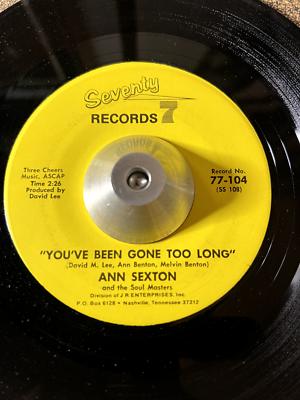 Seventy 7
RECORDS
Three Cheers
Music, ASCAP
Time 2:26
Produced by
David Lee
Record No.
77-104
(SS 108)
"YOU'VE BEEN GONE TOO LONG"
(David M. Lee, Ann Benton, Melvin Benton)
ANN SEXTON
and the Soul Masters
Division of J R ENTERPRISES, Inc.
P.O. Box 6128 • Nashville, Tennessee 37212